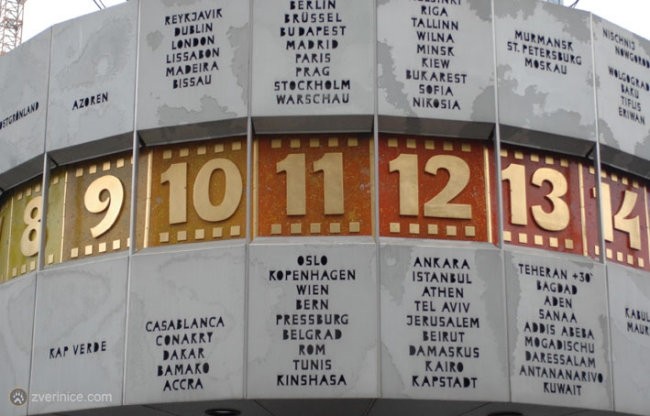 OSTGRÖNLAND
AZOREN
REYKJAVIK
DUBLIN
LONDON
LISSABON
MADEIRA
BISSAU
BERLIN
BRÜSSEL
BUDAPEST
MADRID
PARIS
PRAG
STOCKHOLM
WARSCHAU
HELSINKI
RIGA
TALLINN
WILNA
MINSK
KIEW
BUKAREST
SOFIA
NIKOSIA
MURMANSK
ST. PETERSBURG
MOSKAU
NISCHNIJ
NOWGOROD
WOLGOGRAD
BAKU
TIFLIS
ERIWAN
8 9 10 11 12 13 14
KAP VERDE
CASABLANCA
CONAKRY
DAKAR
BAMAKO
ACCRA
OSLO
KOPENHAGEN
WIEN
BERN
PRESSBURG
BELGRAD
ROM
TUNIS
KINSHASA
ANKARA
ISTANBUL
ATHEN
TEL AVIV
JERUSALEM
BEIRUT
DAMASKUS
KAIRO
KAPSTADT
TEHERAN +30'
BAGDAD
ADEN
SANAA
ADDIS ABEBA
MOGADISCHU
DARESSALAM
ANTANANARIVO
KUWAIT
KABUL
zverinice.com